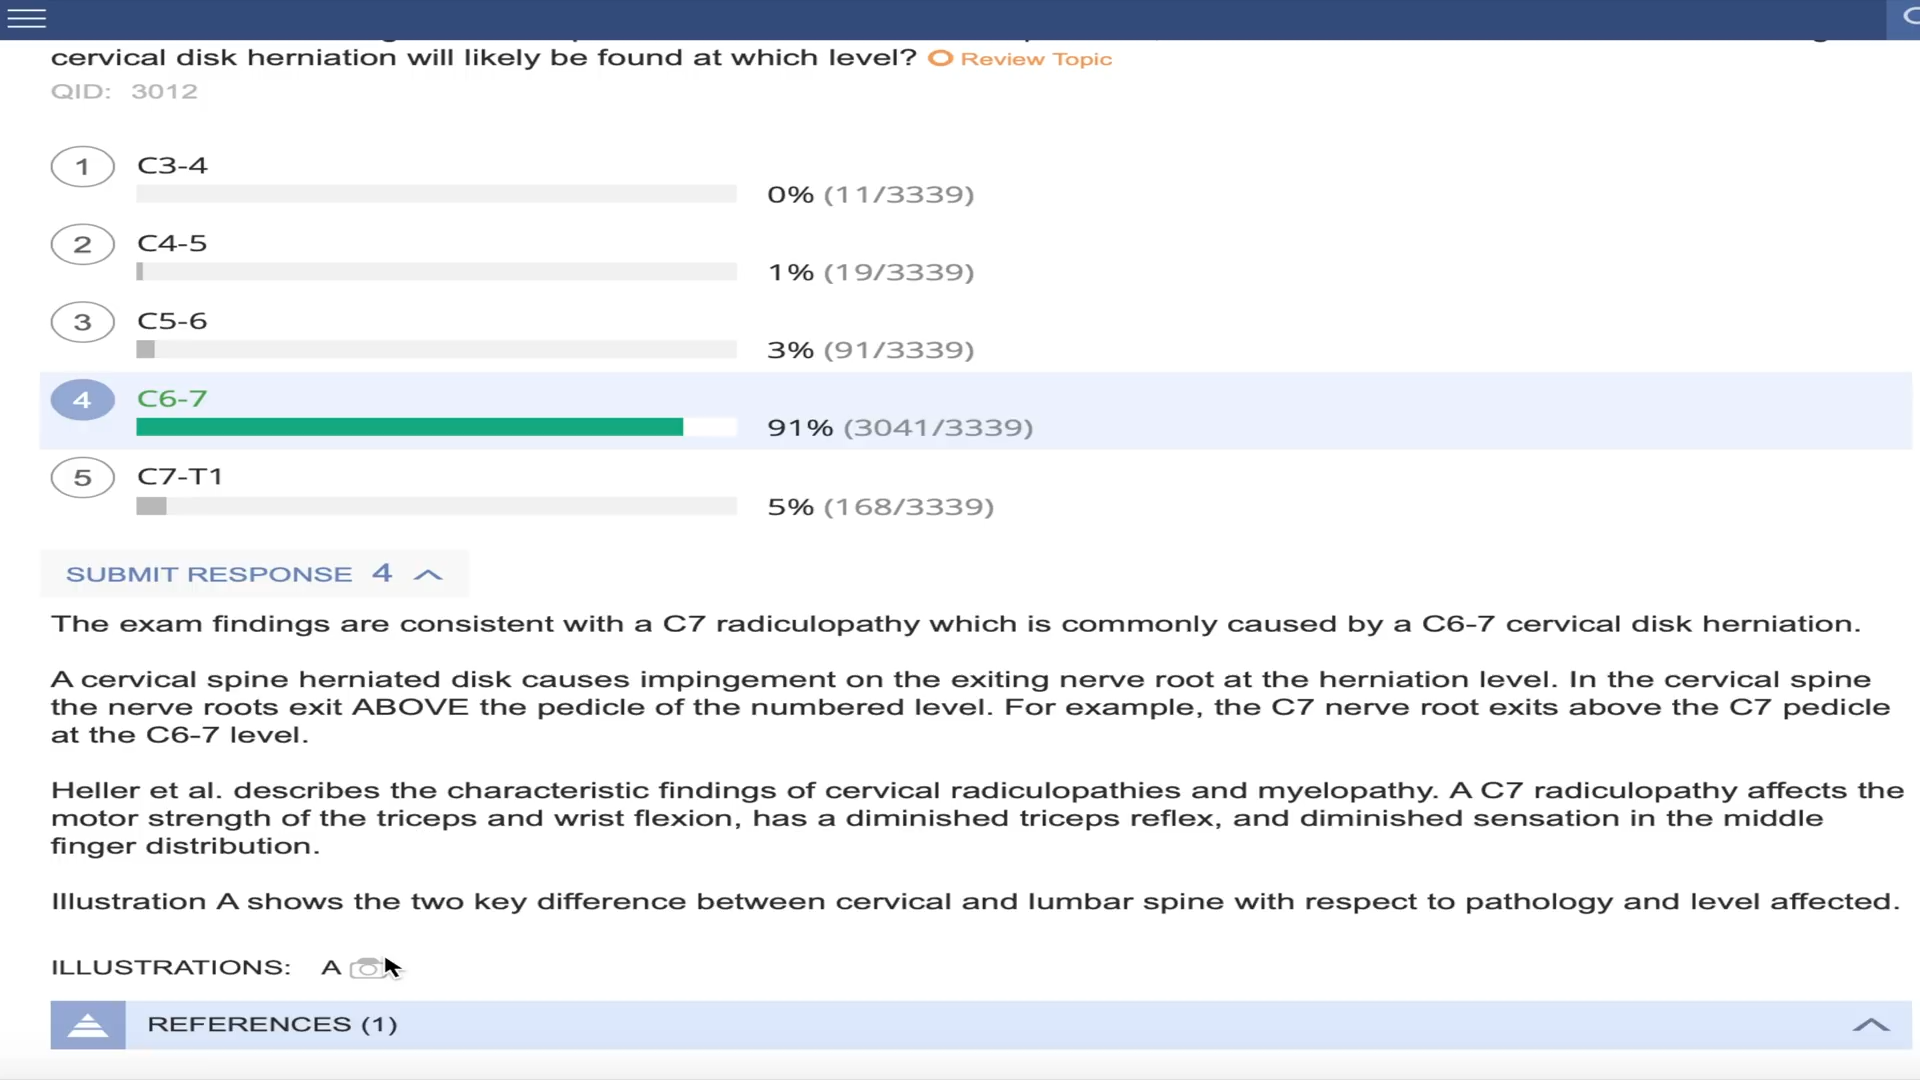 cervical disk herniation will likely be found at which level? Review Topic
QID: 3012
1 C3-4
0% (11/3339)
2 C4-5
1% (19/3339)
3 C5-6
3% (91/3339)
4 C6-7
91% (3041/3339)
5 C7-T1
5% (168/3339)
SUBMIT RESPONSE 4
The exam findings are consistent with a C7 radiculopathy which is commonly caused by a C6-7 cervical disk herniation.
A cervical spine herniated disk causes impingement on the exiting nerve root at the herniation level. In the cervical spine
the nerve roots exit ABOVE the pedicle of the numbered level. For example, the C7 nerve root exits above the C7 pedicle
at the C6-7 level.
Heller et al. describes the characteristic findings of cervical radiculopathies and myelopathy. A C7 radiculopathy affects the
motor strength of the triceps and wrist flexion, has a diminished triceps reflex, and diminished sensation in the middle
finger distribution.
Illustration A shows the two key difference between cervical and lumbar spine with respect to pathology and level affected.
ILLUSTRATIONS: A
REFERENCES (1)